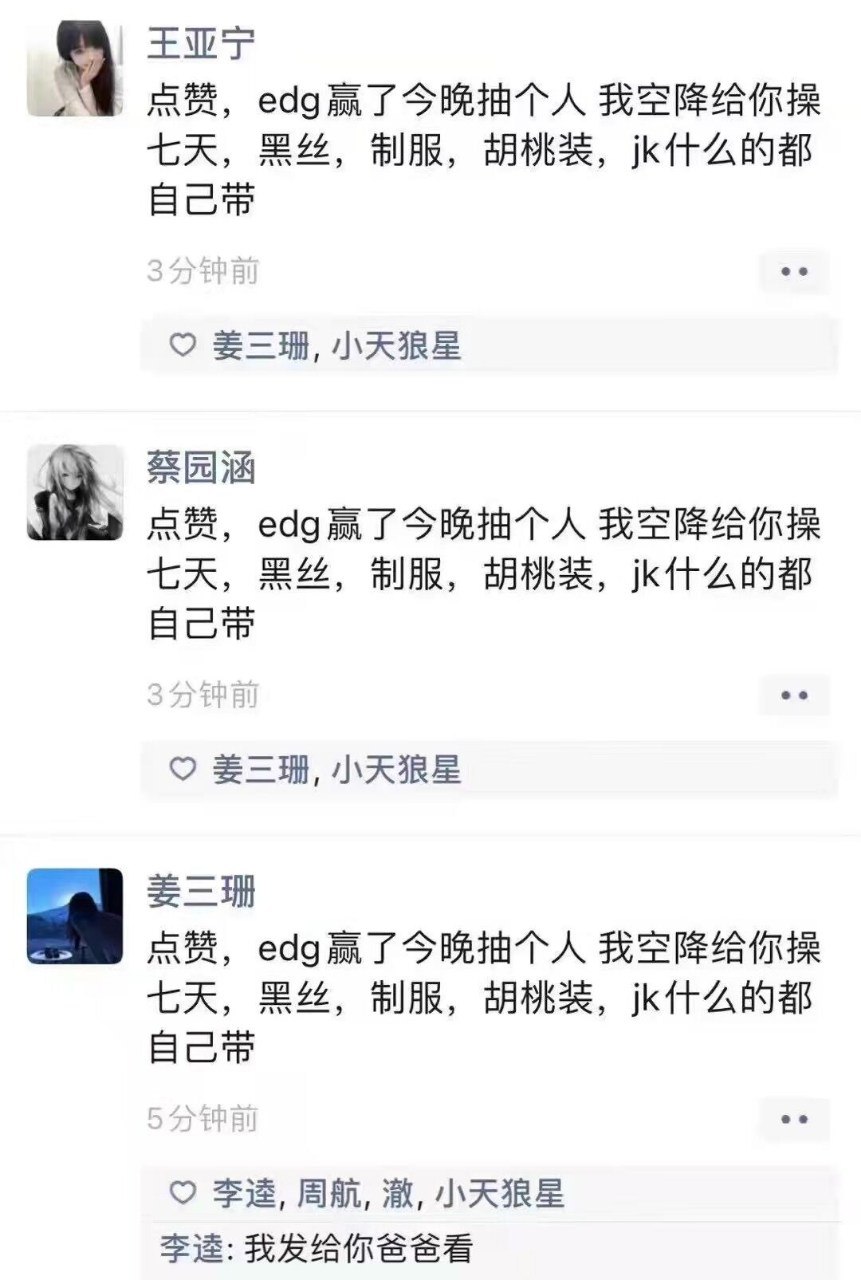 王亚宁
点赞，edg赢了今晚抽个人 我空降给你操
七天，黑丝，制服，胡桃装，jk什么的都
自己带
3分钟前
姜三珊, 小天狼星
蔡园涵
点赞，edg赢了今晚抽个人 我空降给你操
七天，黑丝，制服，胡桃装，jk什么的都
自己带
3分钟前
姜三珊, 小天狼星
姜三珊
点赞，edg赢了今晚抽个人 我空降给你操
七天，黑丝，制服，胡桃装，jk什么的都
自己带
5分钟前
李逵, 周航, 澈, 小天狼星
李逵: 我发给你爸爸看